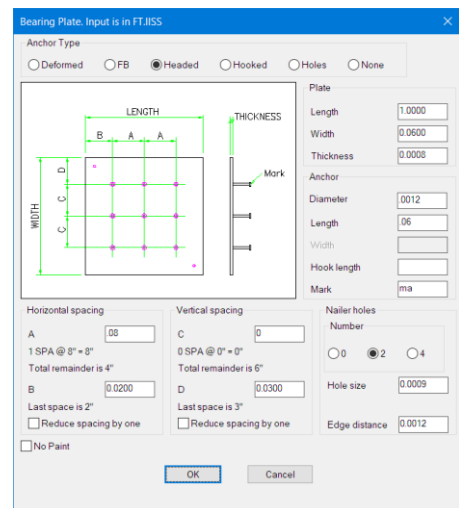 Bearing Plate. Input is in FT.IISS
Anchor Type
Deformed FB Headed Hooked Holes None
LENGTH
THICKNESS
B A A
Mark
D
C
C
WIDTH
Plate
Length 1.0000
Width 0.0600
Thickness 0.0008
Anchor
Diameter .0012
Length .06
Width
Hook length
Mark ma
Horizontal spacing
A .08
1 SPA @ 8" = 8"
Total remainder is 4"
B 0.0200
Last space is 2"
Reduce spacing by one
Vertical spacing
C 0
0 SPA @ 0" = 0"
Total remainder is 6"
D 0.0300
Last space is 3"
Reduce spacing by one
Nailer holes
Number
0 2 4
Hole size 0.0009
Edge distance 0.0012
No Paint
OK Cancel